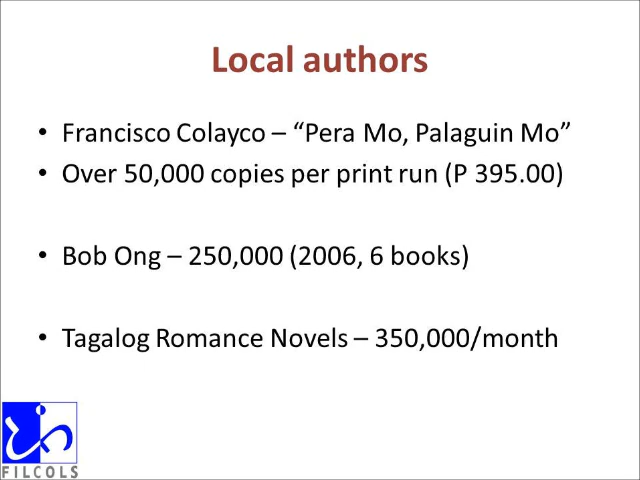 Local authors
• Francisco Colayco – “Pera Mo, Palaguin Mo”
• Over 50,000 copies per print run (P 395.00)
• Bob Ong – 250,000 (2006, 6 books)
• Tagalog Romance Novels – 350,000/month
FILCOLS